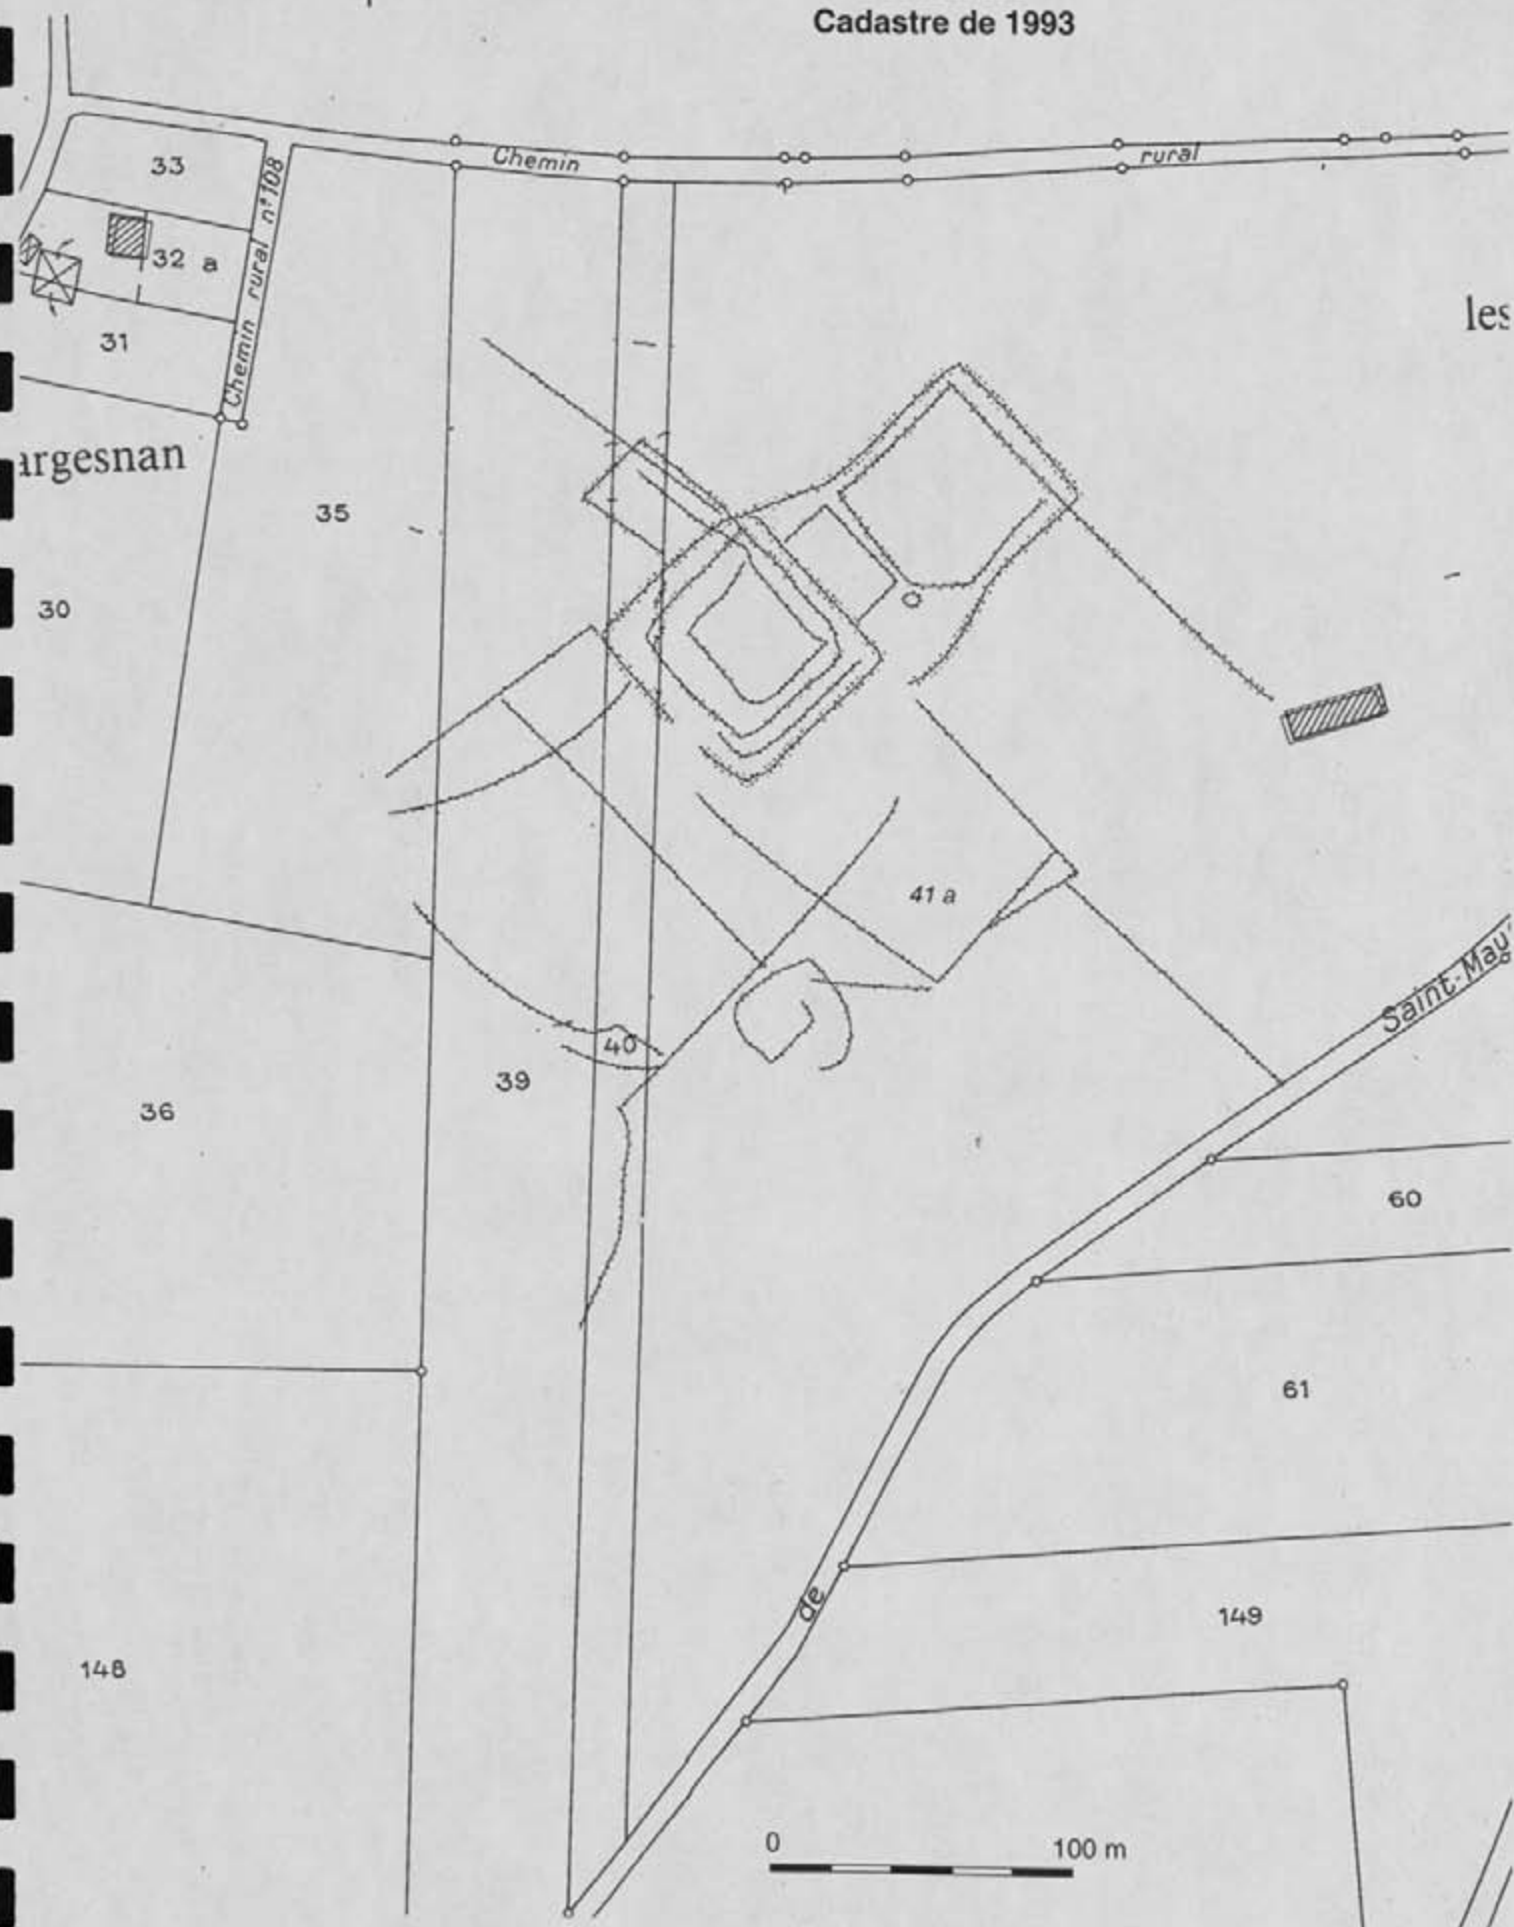 Cadastre de 1993
Chemin rural
33
Chemin rural n° 108
32 a
31
les
argesnan
35
30
41 a
Saint-Mau
40
39
36
60
61
de
149
148
0 100 m